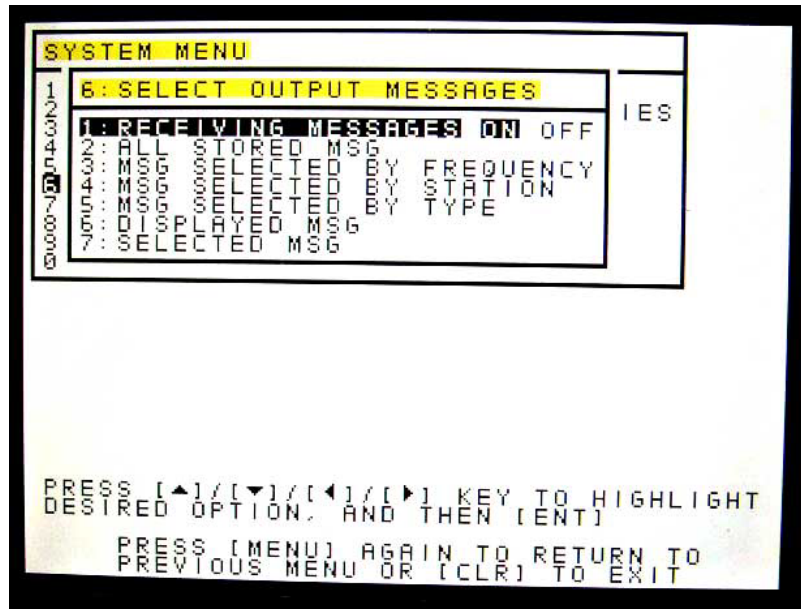 SYSTEM MENU
6:SELECT OUTPUT MESSAGES
1
2
3
4
5
6
7
8
9
0
IES
1:RECEIVING MESSAGES ON OFF
2:ALL STORED MSG
3:MSG SELECTED BY FREQUENCY
4:MSG SELECTED BY STATION
5:MSG SELECTED BY TYPE
6:DISPLAYED MSG
7:SELECTED MSG
PRESS [▲]/[▼]/[◀]/[▶] KEY TO HIGHLIGHT
DESIRED OPTION, AND THEN [ENT]
PRESS [MENU] AGAIN TO RETURN TO
PREVIOUS MENU OR [CLR] TO EXIT